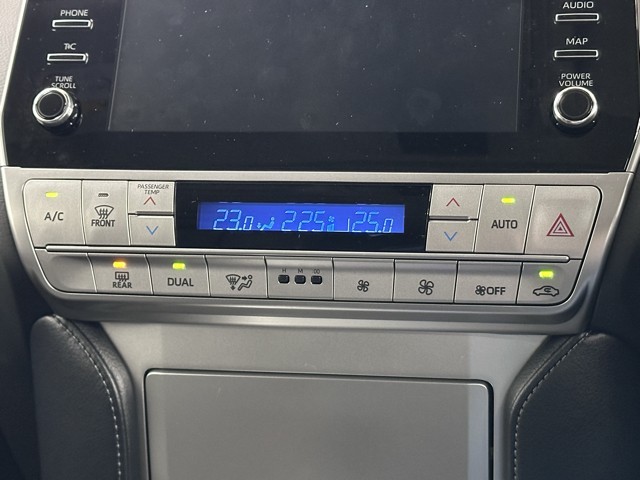 PHONE
AUDIO
T/C
MAP
TUNE
SCROLL
POWER
VOLUME
A/C
FRONT
PASSENGER
TEMP
23.0 22.5 25.0
AUTO
REAR
DUAL
H M
OFF